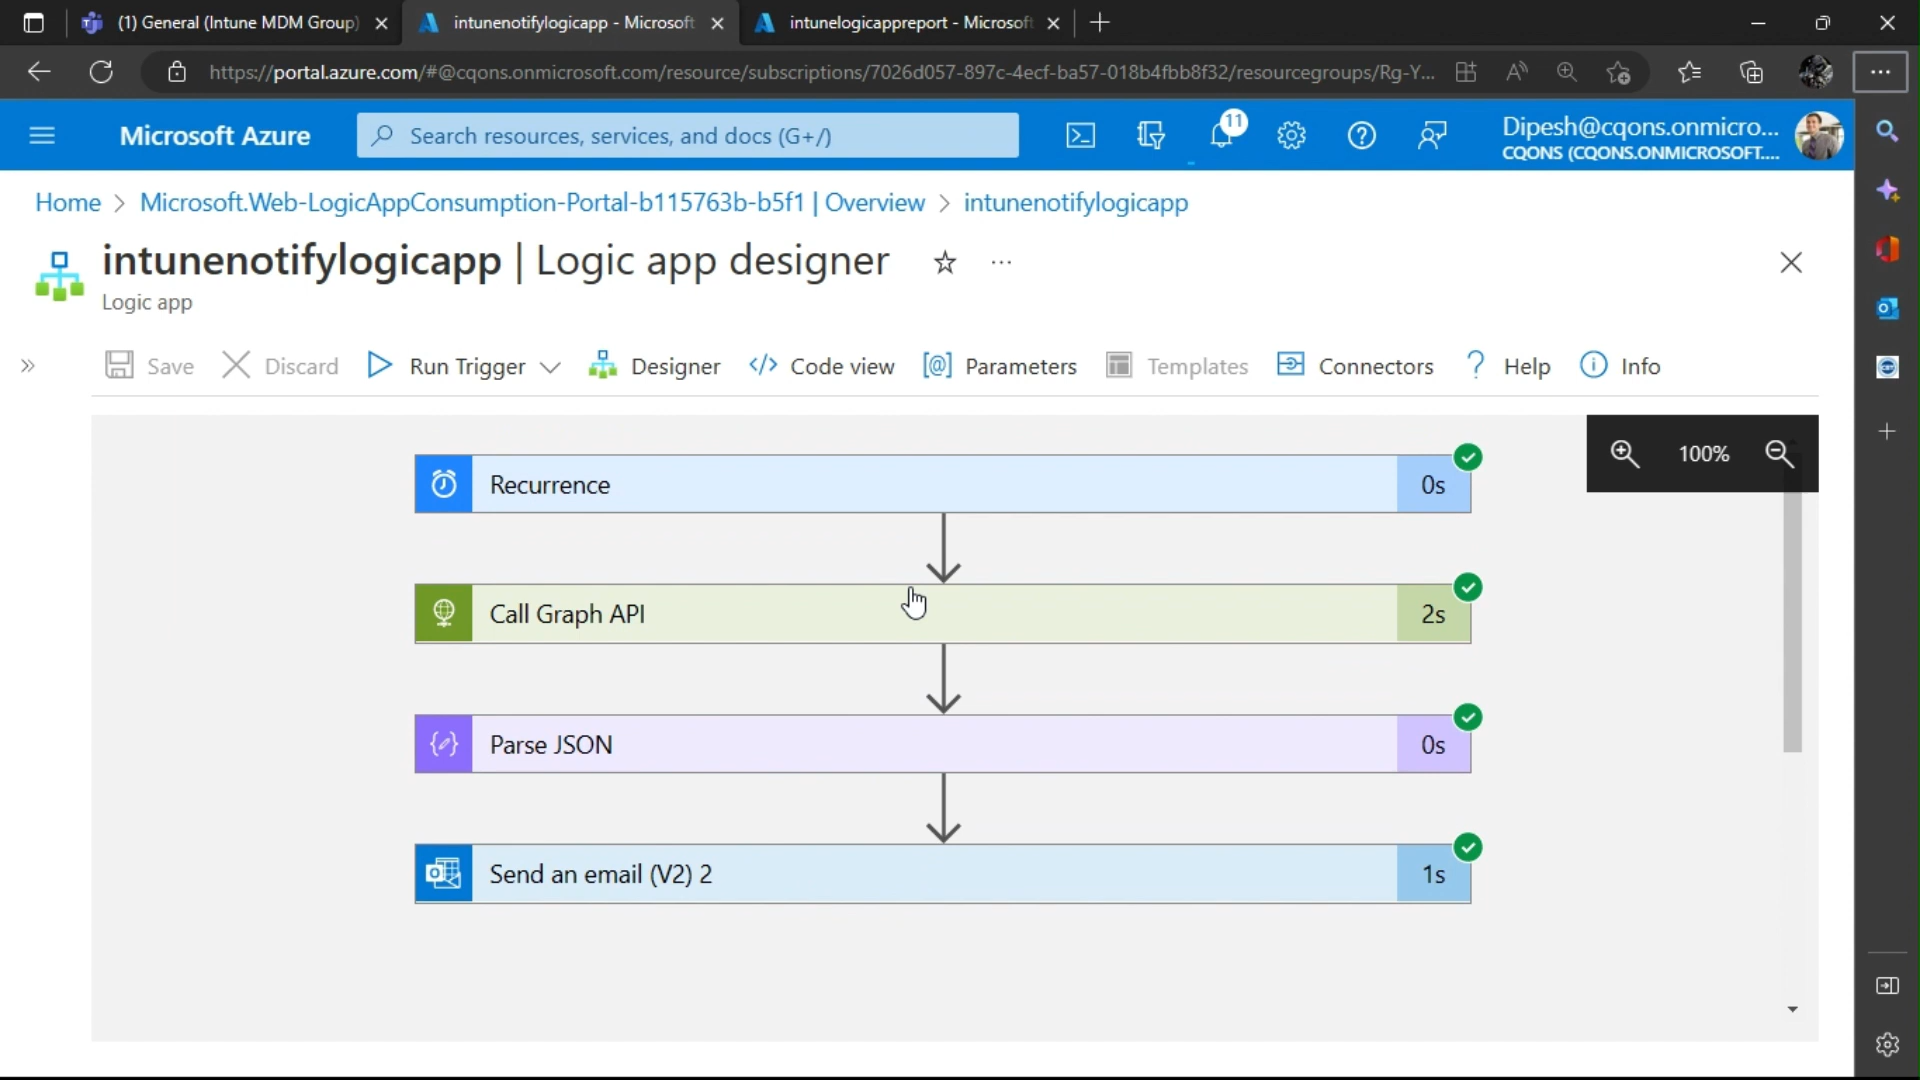 (1) General (Intune MDM Group)
intunenotifylogicapp - Microsoft
intunelogicappreport - Microsoft
https://portal.azure.com/#@cqons.onmicrosoft.com/resource/subscriptions/7026d057-897c-4ecf-ba57-018b4fbb8f32/resourcegroups/Rg-Y...
Microsoft Azure
Search resources, services, and docs (G+/)
11
Dipesh@cqons.onmicro...
CQONS (CQONS.ONMICROSOFT....
Home > Microsoft.Web-LogicAppConsumption-Portal-b115763b-b5f1 | Overview > intunenotifylogicapp
intunenotifylogicapp | Logic app designer
Logic app
Save Discard Run Trigger Designer Code view Parameters Templates Connectors Help Info
100%
Recurrence 0s
Call Graph API 2s
Parse JSON 0s
Send an email (V2) 2 1s